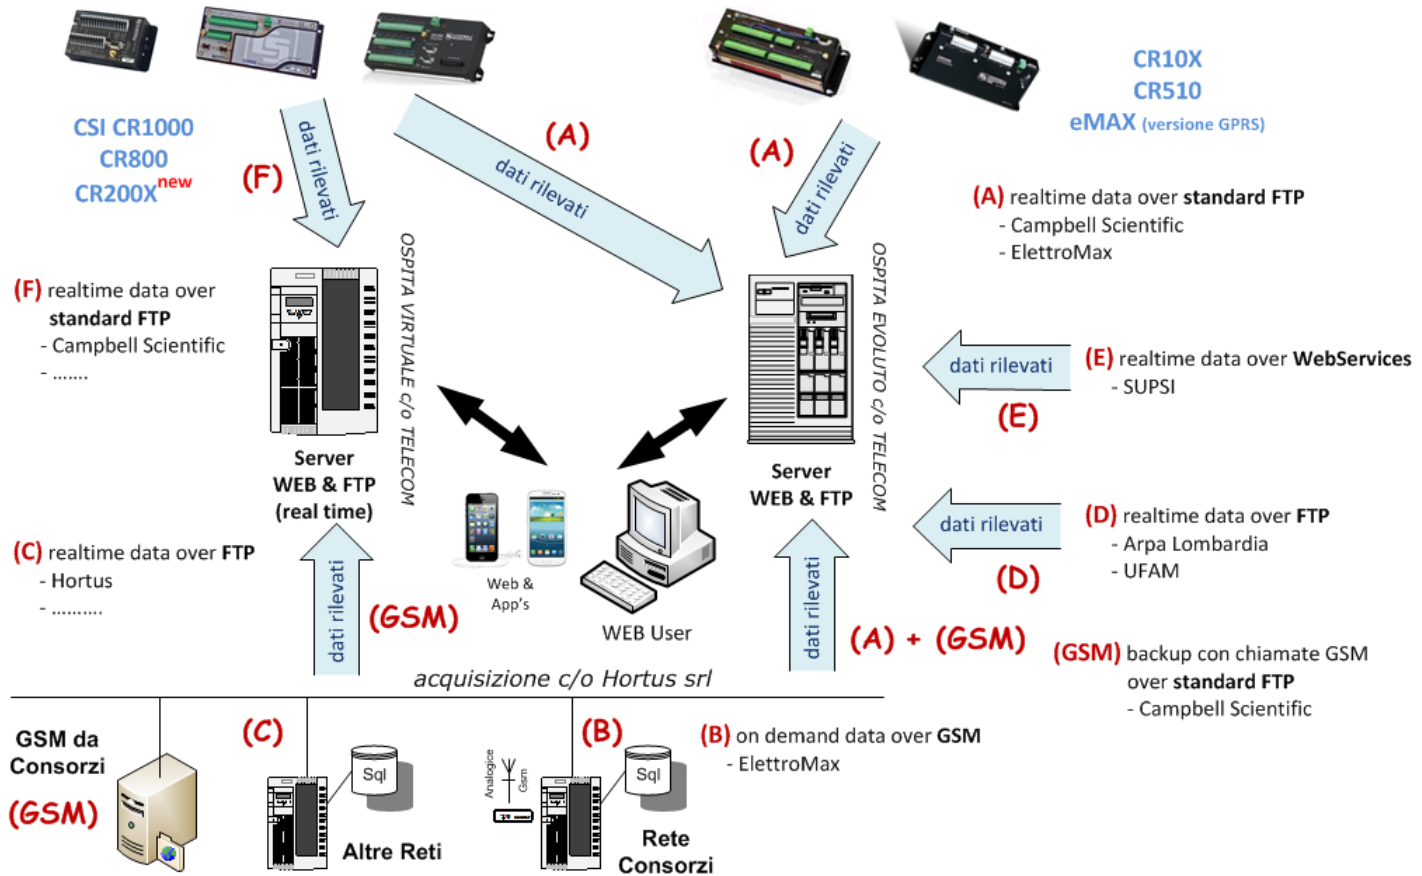 CSI CR1000
CR800
CR200X new
CR10X
CR510
eMAX (versione GPRS)
(F)
dati rilevati
(A)
dati rilevati
(A)
dati rilevati
(A) realtime data over standard FTP
- Campbell Scientific
- ElettroMax
(F) realtime data over
standard FTP
- Campbell Scientific
- .......
OSPITA VIRTUALE c/o TELECOM
OSPITA EVOLUTO c/o TELECOM
dati rilevati
(E)
(E) realtime data over WebServices
- SUPSI
Server
WEB & FTP
(real time)
Server
WEB & FTP
dati rilevati
(D)
(D) realtime data over FTP
- Arpa Lombardia
- UFAM
(C) realtime data over FTP
- Hortus
- ..........
dati rilevati
(GSM)
Web &
App's
WEB User
dati rilevati
(A) + (GSM)
(GSM) backup con chiamate GSM
over standard FTP
- Campbell Scientific
acquisizione c/o Hortus srl
GSM da
Consorzi
(GSM)
(C)
Sql
Altre Reti
(B)
Analogice
Gsm
Sql
Rete
Consorzi
(B) on demand data over GSM
- ElettroMax